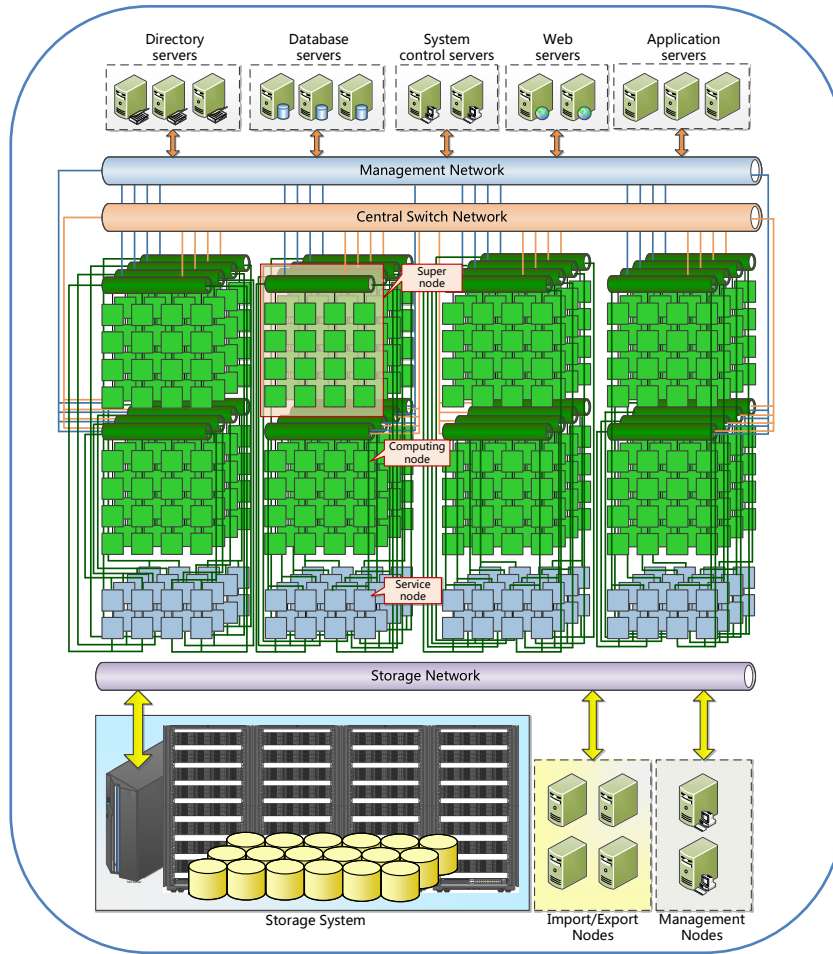 Directory
servers
Database
servers
System
control servers
Web
servers
Application
servers
Management Network
Central Switch Network
Super
node
Computing
node
Service
node
Storage Network
Storage System
Import/Export
Nodes
Management
Nodes